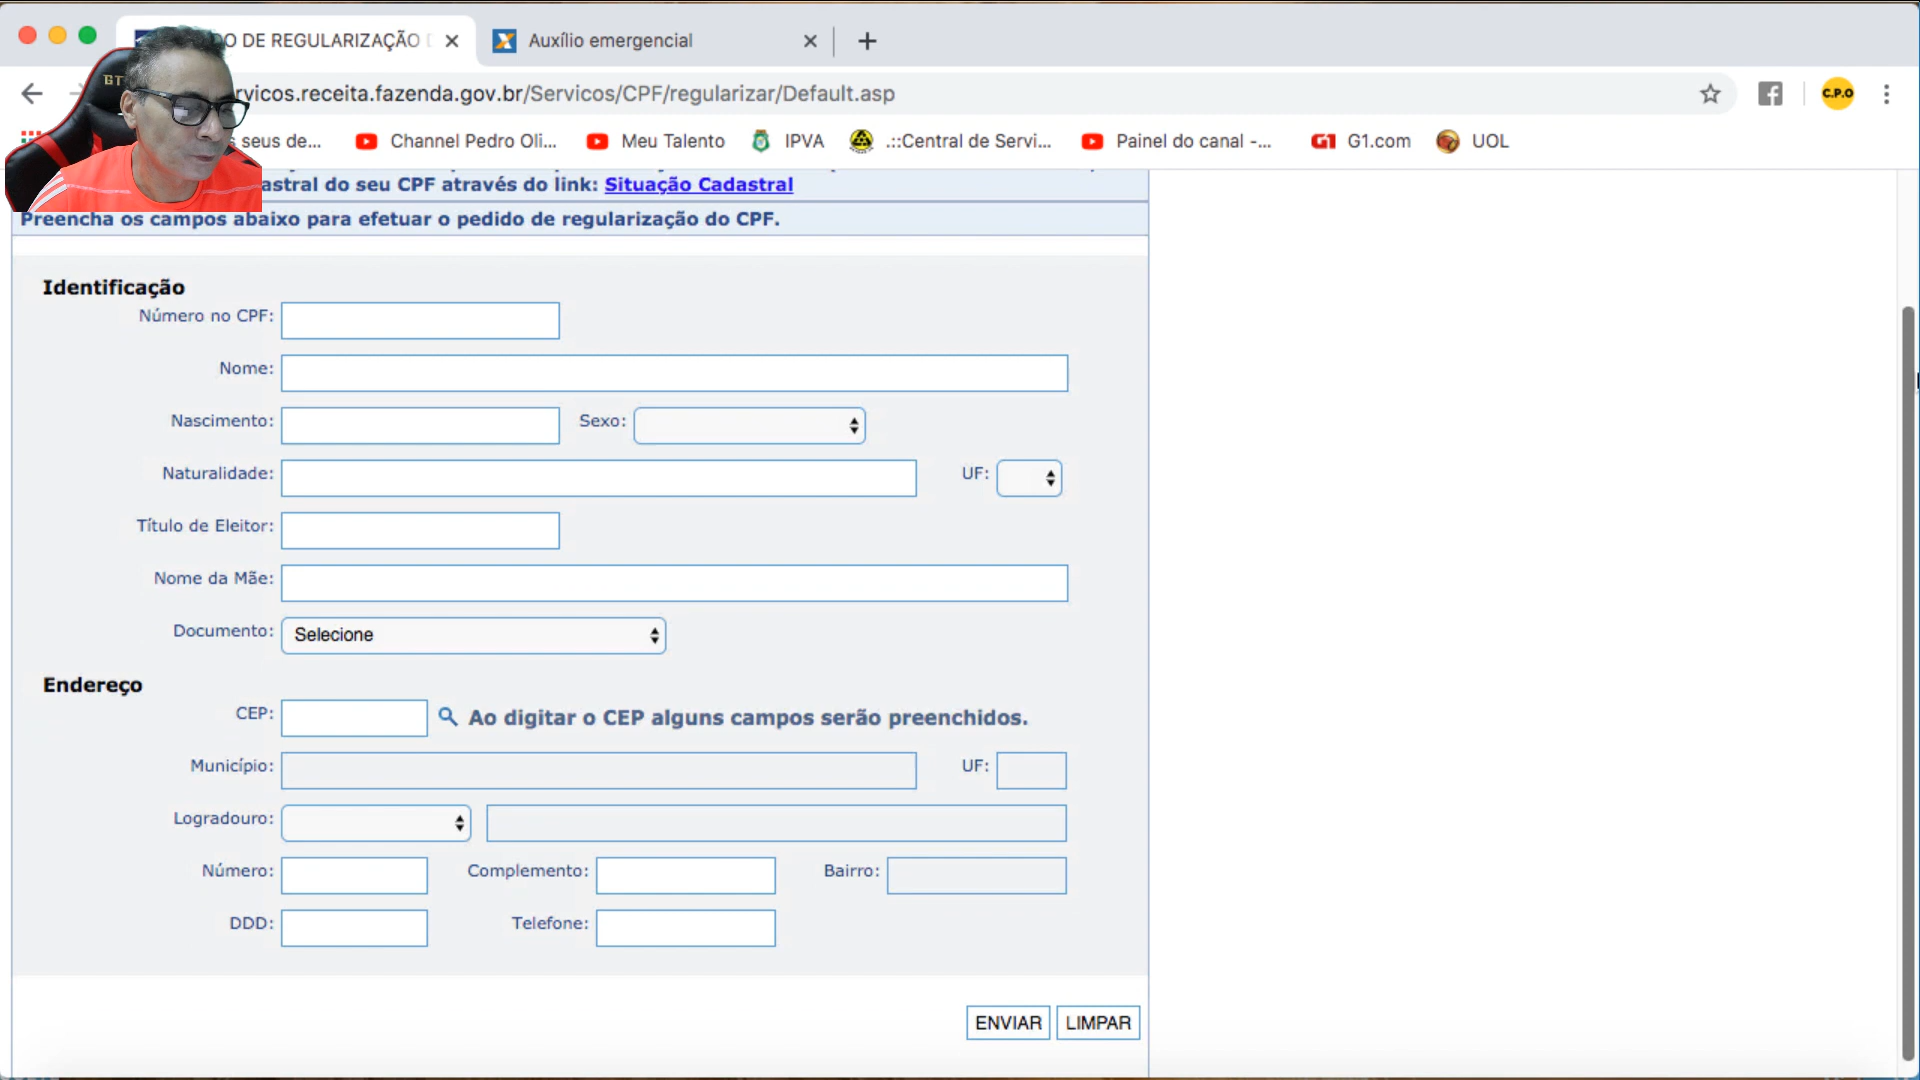 DO DE REGULARIZAÇÃO
Auxílio emergencial
rvicos.receita.fazenda.gov.br/Servicos/CPF/regularizar/Default.asp
C.P.O
s seus de...
Channel Pedro Oli...
Meu Talento
IPVA
.::Central de Servi...
Painel do canal -...
G1
G1.com
UOL
GT
astral do seu CPF através do link: Situação Cadastral
Preencha os campos abaixo para efetuar o pedido de regularização do CPF.
Identificação
Número no CPF:
Nome:
Nascimento: Sexo:
Naturalidade: UF:
Título de Eleitor:
Nome da Mãe:
Documento: Selecione
Endereço
CEP: Ao digitar o CEP alguns campos serão preenchidos.
Município: UF:
Logradouro:
Número: Complemento: Bairro:
DDD: Telefone:
ENVIAR LIMPAR